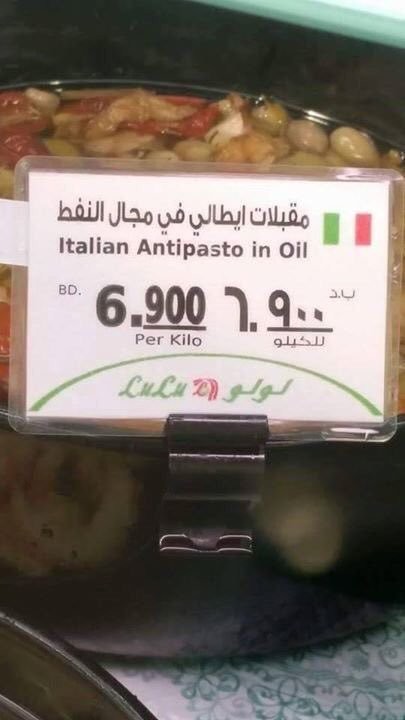 مقبلات ايطالي في مجال النفط
Italian Antipasto in Oil
BD. 6.900 ٦.٩٠٠ ب.د
Per Kilo للكيلو
LuLu لولو